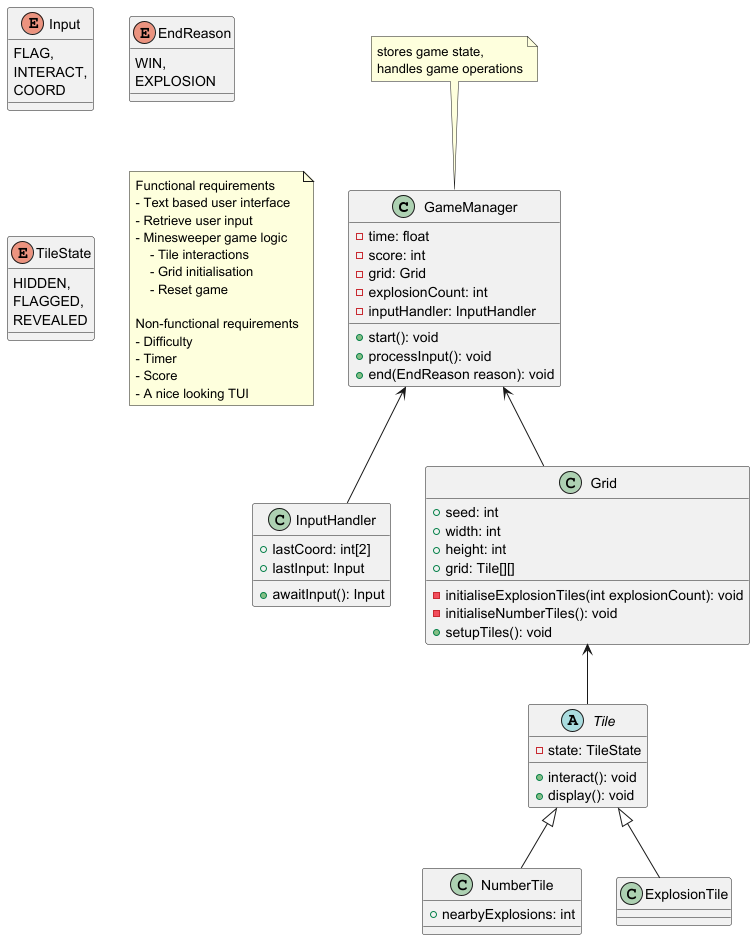 E Input
FLAG,
INTERACT,
COORD
E EndReason
WIN,
EXPLOSION
stores game state,
handles game operations
E TileState
HIDDEN,
FLAGGED,
REVEALED
Functional requirements
- Text based user interface
- Retrieve user input
- Minesweeper game logic
- Tile interactions
- Grid initialisation
- Reset game
Non-functional requirements
- Difficulty
- Timer
- Score
- A nice looking TUI
C GameManager
time: float
score: int
grid: Grid
explosionCount: int
inputHandler: InputHandler
start(): void
processInput(): void
end(EndReason reason): void
C InputHandler
lastCoord: int[2]
lastInput: Input
awaitInput(): Input
C Grid
seed: int
width: int
height: int
grid: Tile[][]
initialiseExplosionTiles(int explosionCount): void
initialiseNumberTiles(): void
setupTiles(): void
A Tile
state: TileState
interact(): void
display(): void
C NumberTile
nearbyExplosions: int
C ExplosionTile